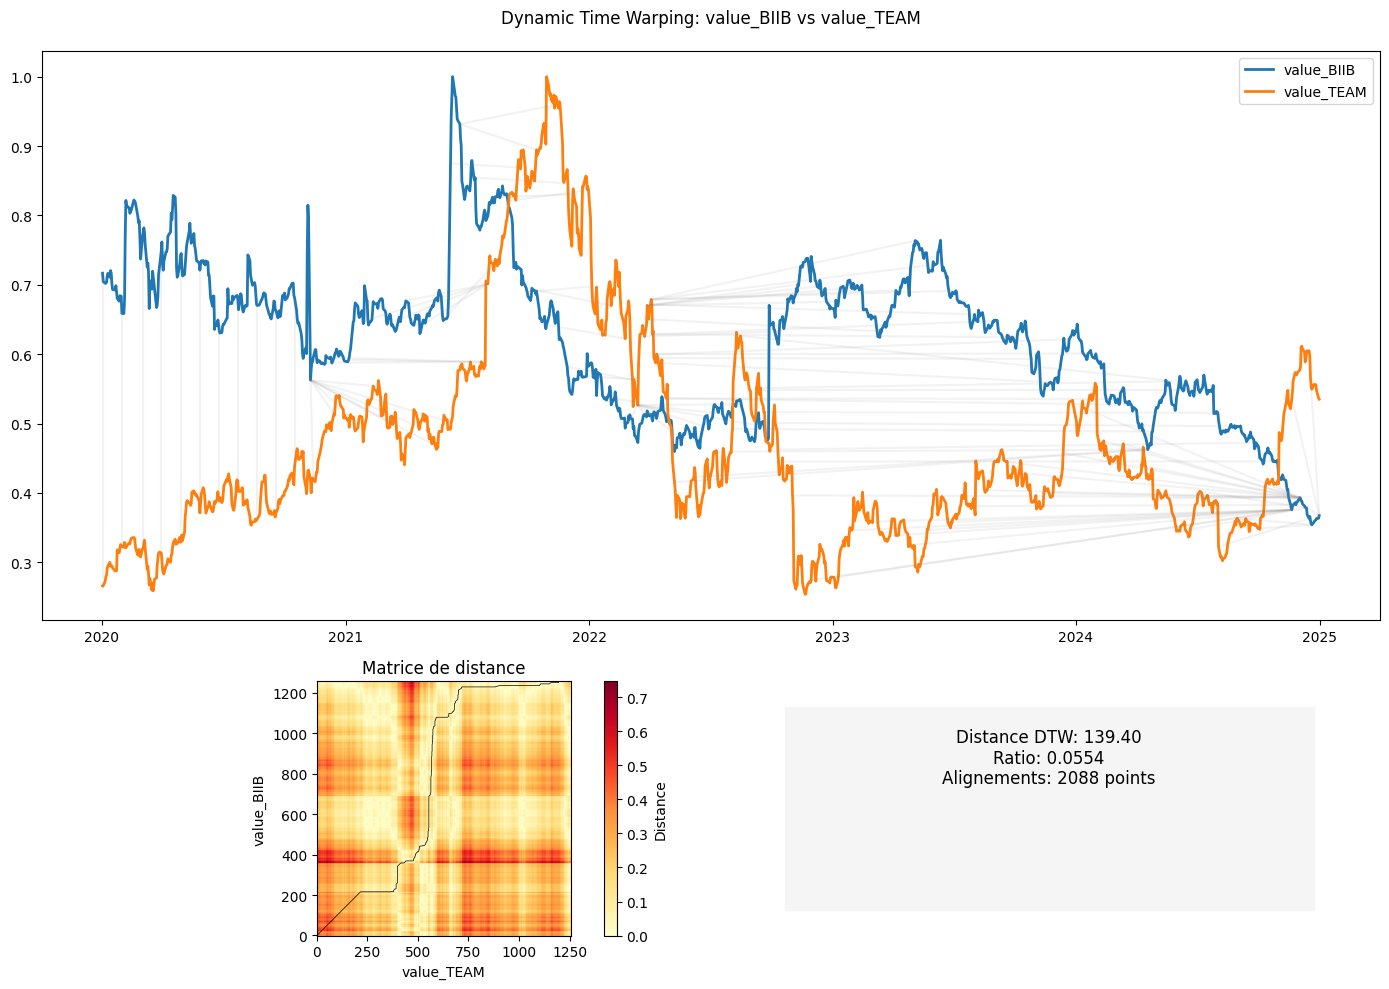 Dynamic Time Warping: value_BIIB vs value_TEAM
value_BIIB
value_TEAM
1.0
0.9
0.8
0.7
0.6
0.5
0.4
0.3
2020 2021 2022 2023 2024 2025
Matrice de distance
value_BIIB
1200
1000
800
600
400
200
0
0 250 500 750 1000 1250
value_TEAM
0.7
0.6
0.5
0.4
0.3
0.2
0.1
0.0
Distance
Distance DTW: 139.40
Ratio: 0.0554
Alignements: 2088 points